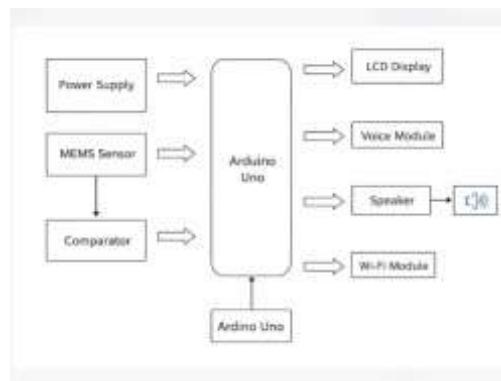 Power Supply
MEMS Sensor
Comparator
Arduino
Uno
Ardino Uno
LCD Display
Voice Module
Speaker
Wi-Fi Module